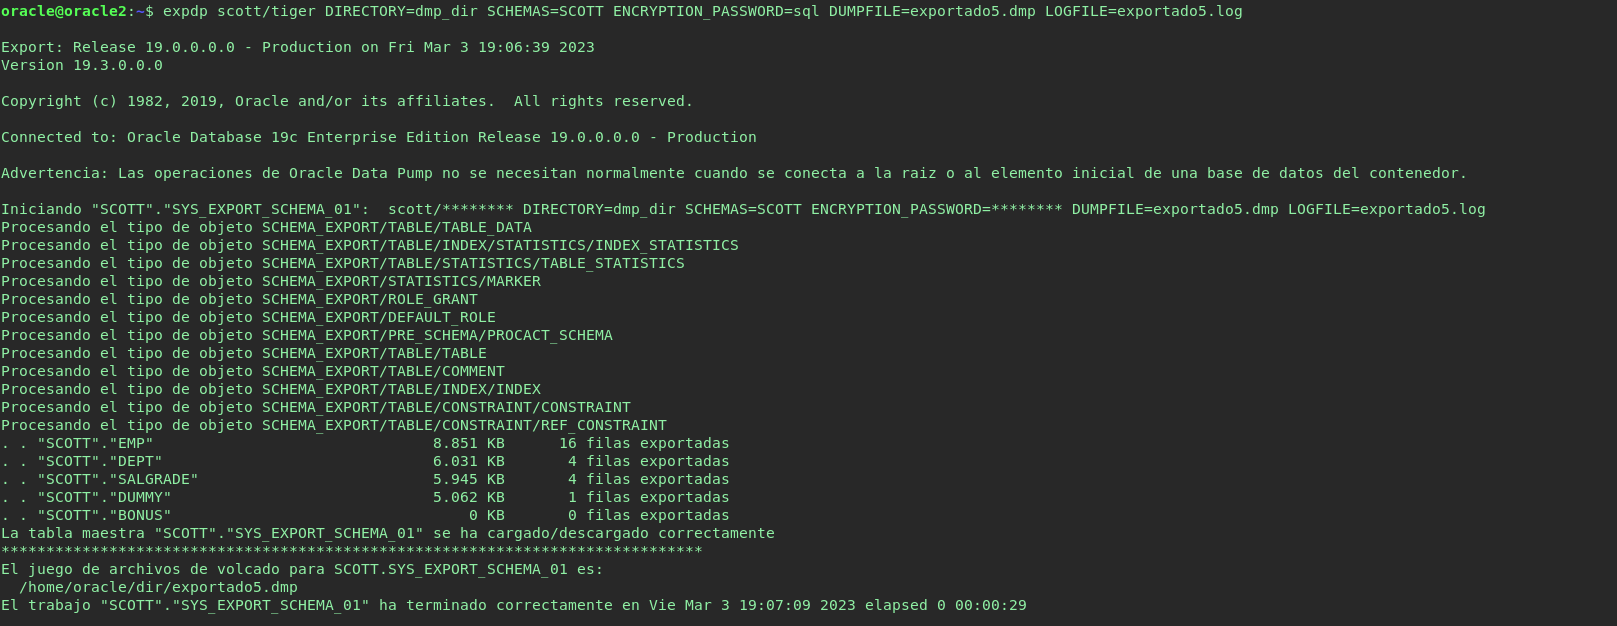 oracle@oracle2:~$ expdp scott/tiger DIRECTORY=dmp_dir SCHEMAS=SCOTT ENCRYPTION_PASSWORD=sql DUMPFILE=exportado5.dmp LOGFILE=exportado5.log
Export: Release 19.0.0.0.0 - Production on Fri Mar 3 19:06:39 2023
Version 19.3.0.0.0
Copyright (c) 1982, 2019, Oracle and/or its affiliates.  All rights reserved.
Connected to: Oracle Database 19c Enterprise Edition Release 19.0.0.0.0 - Production
Advertencia: Las operaciones de Oracle Data Pump no se necesitan normalmente cuando se conecta a la raiz o al elemento inicial de una base de datos del contenedor.
Iniciando "SCOTT"."SYS_EXPORT_SCHEMA_01":  scott/******** DIRECTORY=dmp_dir SCHEMAS=SCOTT ENCRYPTION_PASSWORD=******** DUMPFILE=exportado5.dmp LOGFILE=exportado5.log
Procesando el tipo de objeto SCHEMA_EXPORT/TABLE/TABLE_DATA
Procesando el tipo de objeto SCHEMA_EXPORT/TABLE/INDEX/STATISTICS/INDEX_STATISTICS
Procesando el tipo de objeto SCHEMA_EXPORT/TABLE/STATISTICS/TABLE_STATISTICS
Procesando el tipo de objeto SCHEMA_EXPORT/STATISTICS/MARKER
Procesando el tipo de objeto SCHEMA_EXPORT/ROLE_GRANT
Procesando el tipo de objeto SCHEMA_EXPORT/DEFAULT_ROLE
Procesando el tipo de objeto SCHEMA_EXPORT/PRE_SCHEMA/PROCACT_SCHEMA
Procesando el tipo de objeto SCHEMA_EXPORT/TABLE/TABLE
Procesando el tipo de objeto SCHEMA_EXPORT/TABLE/COMMENT
Procesando el tipo de objeto SCHEMA_EXPORT/TABLE/INDEX/INDEX
Procesando el tipo de objeto SCHEMA_EXPORT/TABLE/CONSTRAINT/CONSTRAINT
Procesando el tipo de objeto SCHEMA_EXPORT/TABLE/CONSTRAINT/REF_CONSTRAINT
. . "SCOTT"."EMP"                               8.851 KB      16 filas exportadas
. . "SCOTT"."DEPT"                              6.031 KB       4 filas exportadas
. . "SCOTT"."SALGRADE"                          5.945 KB       4 filas exportadas
. . "SCOTT"."DUMMY"                             5.062 KB       1 filas exportadas
. . "SCOTT"."BONUS"                                 0 KB       0 filas exportadas
La tabla maestra "SCOTT"."SYS_EXPORT_SCHEMA_01" se ha cargado/descargado correctamente
******************************************************************************
El juego de archivos de volcado para SCOTT.SYS_EXPORT_SCHEMA_01 es:
  /home/oracle/dir/exportado5.dmp
El trabajo "SCOTT"."SYS_EXPORT_SCHEMA_01" ha terminado correctamente en Vie Mar 3 19:07:09 2023 elapsed 0 00:00:29